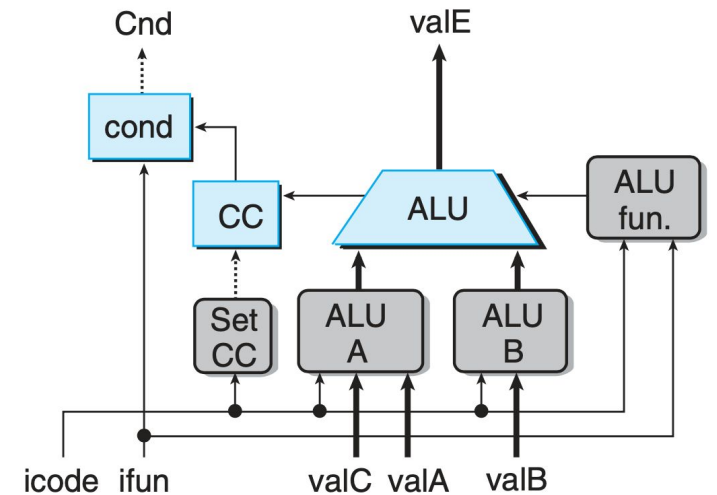 Cnd
valE
cond
CC
ALU
ALU
fun.
Set
CC
ALU
A
ALU
B
icode
ifun
valC
valA
valB